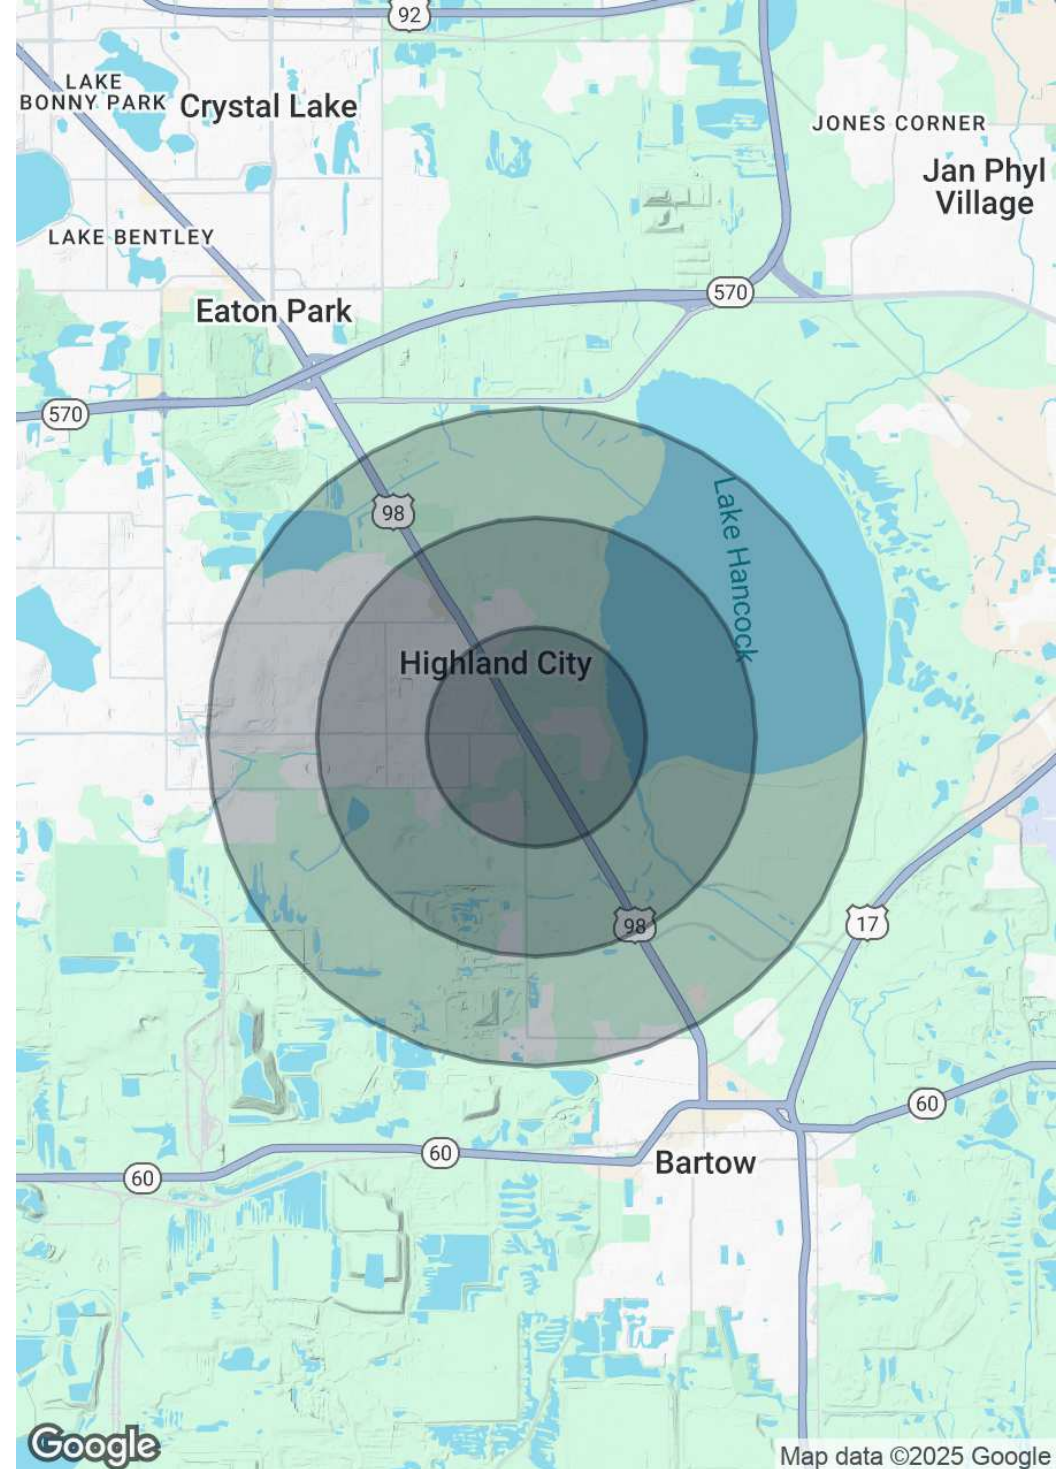 92
LAKE
BONNY PARK
Crystal Lake
JONES CORNER
Jan Phyl
Village
LAKE BENTLEY
570
Eaton Park
570
98
Lake Hancock
Highland City
98
17
60
60
Bartow
60
Google
Map data ©2025 Google